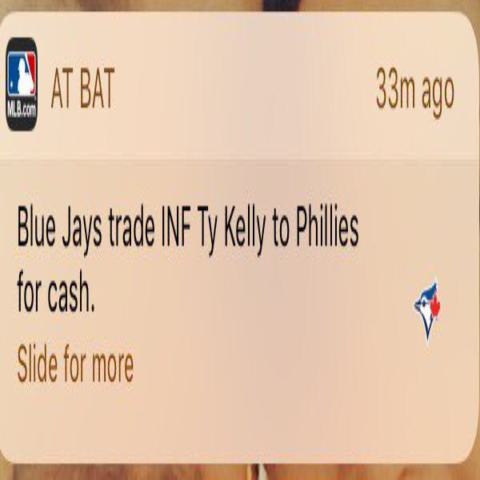 MLB.com
AT BAT
33m ago
Blue Jays trade INF Ty Kelly to Phillies
for cash.
Slide for more